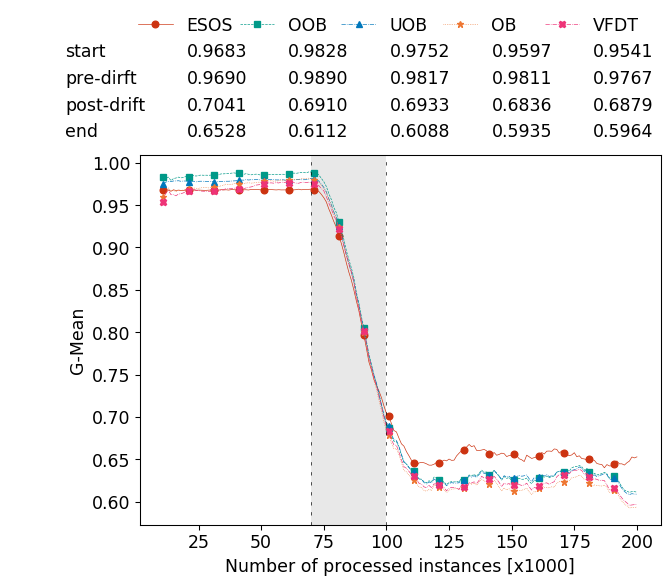 ESOS OOB UOB OB VFDT
start 0.9683 0.9828 0.9752 0.9597 0.9541
pre-dirft 0.9690 0.9890 0.9817 0.9811 0.9767
post-drift 0.7041 0.6910 0.6933 0.6836 0.6879
end 0.6528 0.6112 0.6088 0.5935 0.5964
1.00
0.95
0.90
0.85
0.80
0.75
0.70
0.65
0.60
G-Mean
25 50 75 100 125 150 175 200
Number of processed instances [x1000]